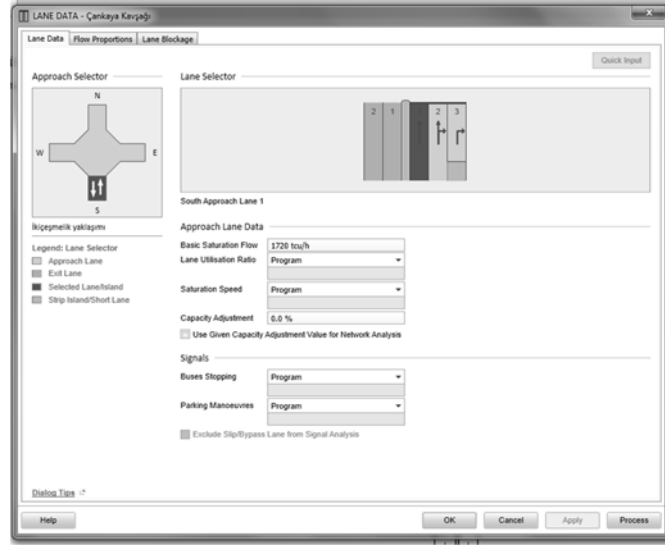 LANE DATA - Çankaya Kavşağı
Lane Data Flow Proportions Lane Blockage
Quick Input
Approach Selector
N
W E
S
İkiçeşmelik yaklaşımı
Legend: Lane Selector
Approach Lane
Exit Lane
Selected Lane/Island
Strip Island/Short Lane
Lane Selector
2 1 2 3
South Approach Lane 1
Approach Lane Data
Basic Saturation Flow 1720 tcu/h
Lane Utilisation Ratio Program
Saturation Speed Program
Capacity Adjustment 0.0 %
Use Given Capacity Adjustment Value for Network Analysis
Signals
Buses Stopping Program
Parking Manoeuvres Program
Exclude Slip/Bypass Lane from Signal Analysis
Dialog Tips
Help OK Cancel Apply Process